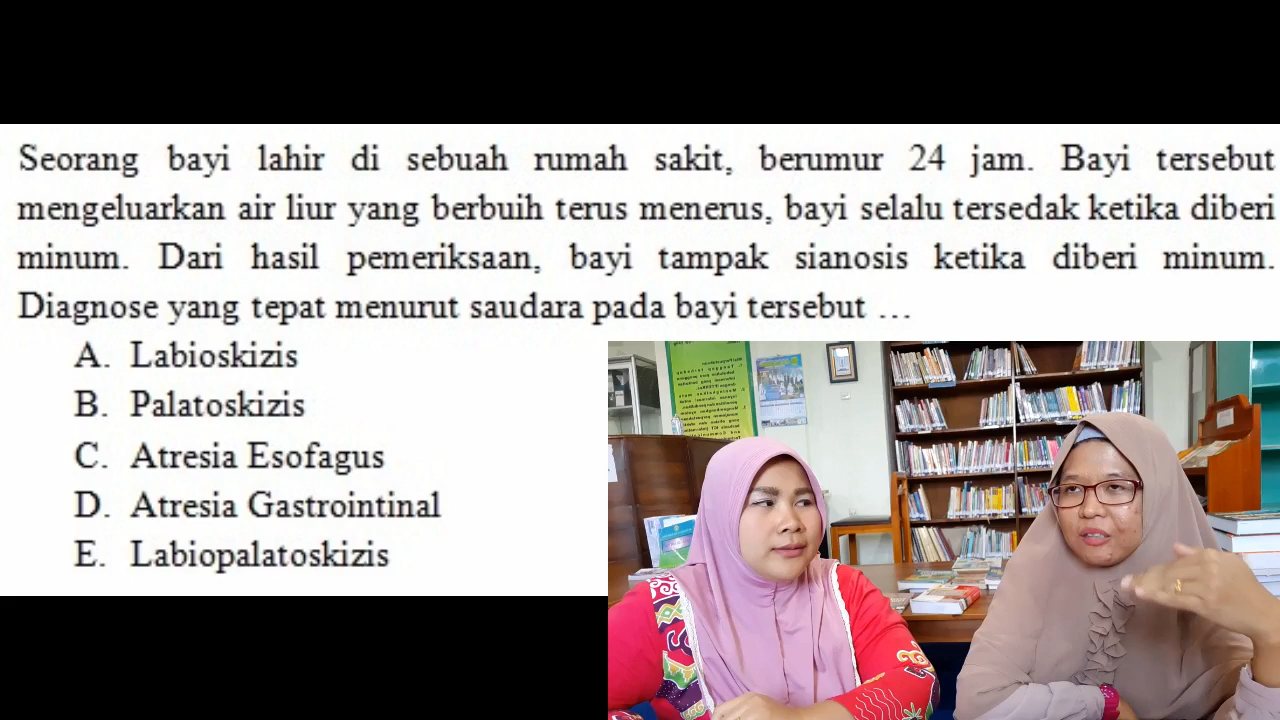 Seorang bayi lahir di sebuah rumah sakit, berumur 24 jam. Bayi tersebut
mengeluarkan air liur yang berbuih terus menerus, bayi selalu tersedak ketika diberi
minum. Dari hasil pemeriksaan, bayi tampak sianosis ketika diberi minum.
Diagnose yang tepat menurut saudara pada bayi tersebut ...
A. Labioskizis
B. Palatoskizis
C. Atresia Esofagus
D. Atresia Gastrointinal
E. Labiopalatoskizis